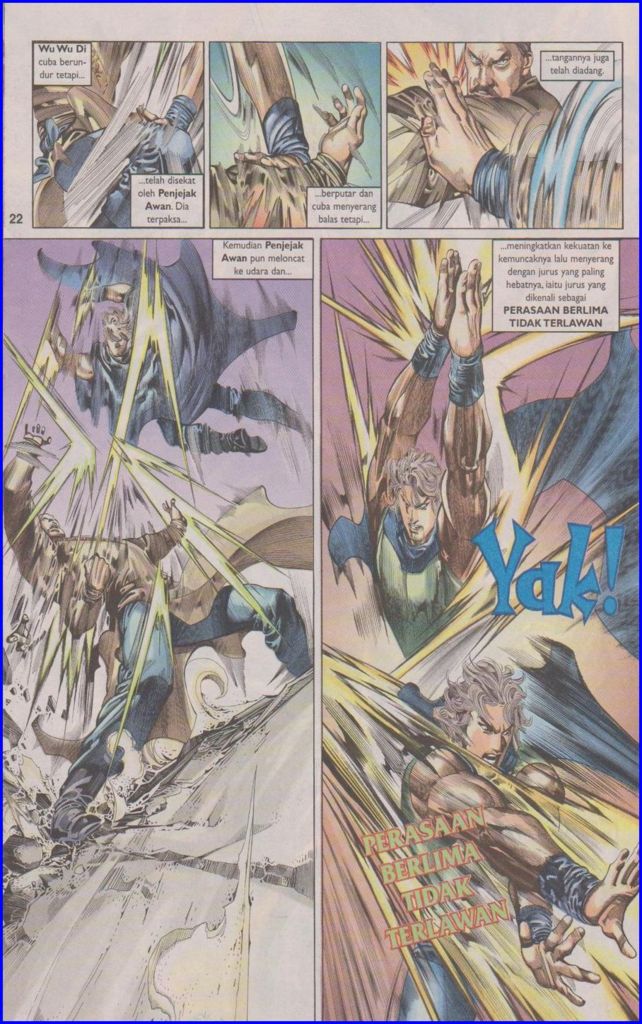 Wu Wu Di
cuba berun-
dur tetapi...
...telah disekat
oleh Penjejak
Awan. Dia
terpaksa...
...berputar dan
cuba menyerang
balas tetapi...
...tangannya juga
telah diadang.
22
Kemudian Penjejak
Awan pun meloncat
ke udara dan...
...meningkatkan kekuatan ke
kemuncaknya lalu menyerang
dengan jurus yang paling
hebatnya, iaitu jurus yang
dikenali sebagai
PERASAAN BERLIMA
TIDAK TERLAWAN
Yak!
PERASAAN
BERLIMA
TIDAK
TERLAWAN